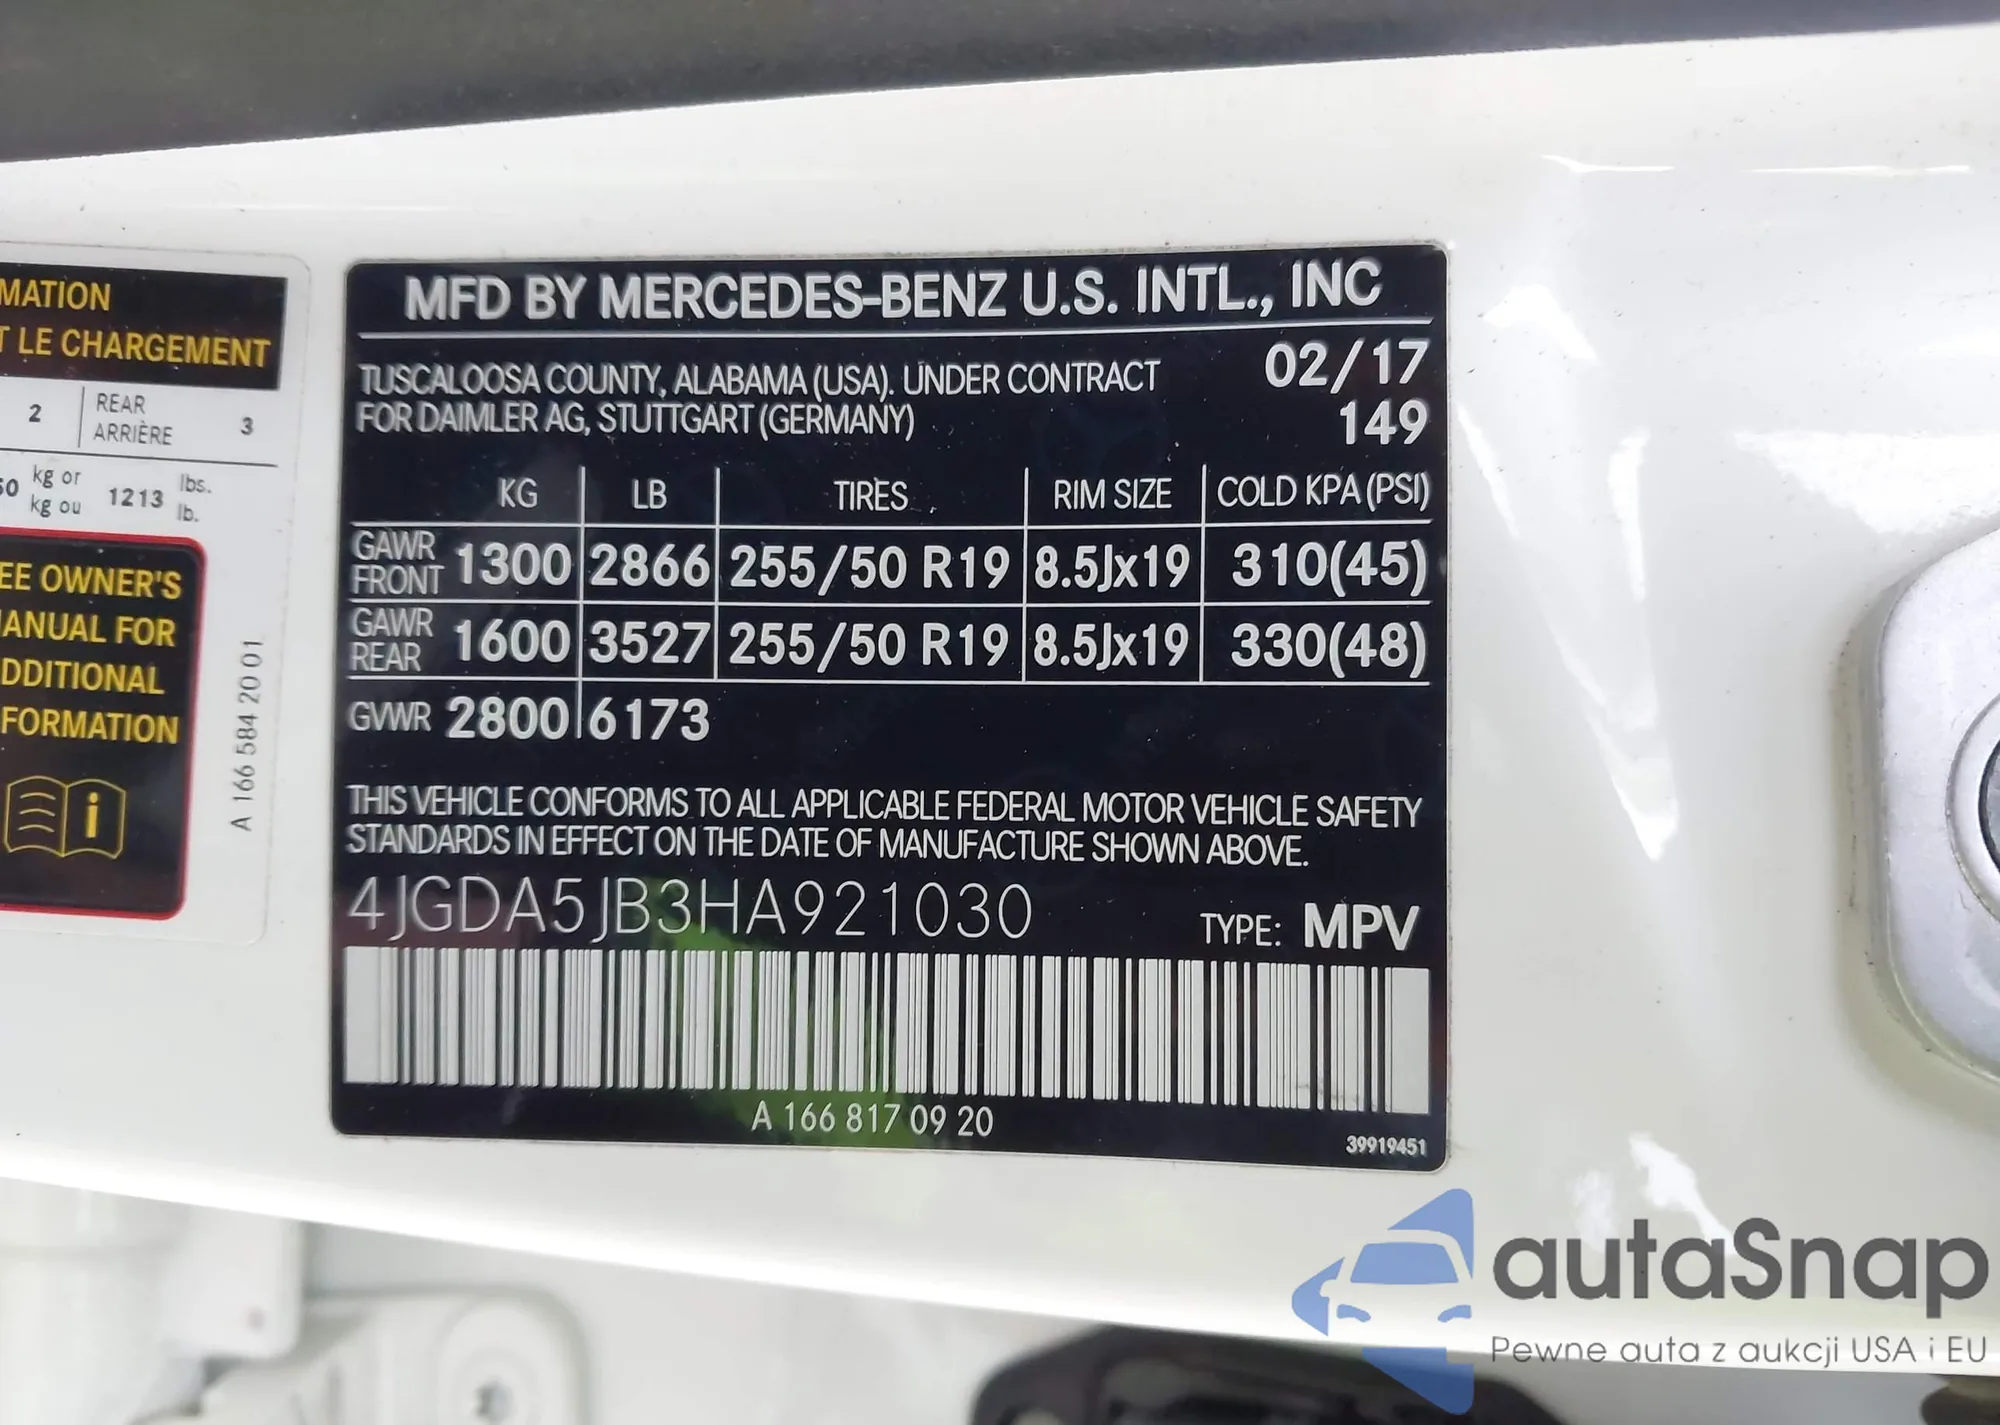 MATION
T LE CHARGEMENT
2 REAR 3
ARRIÈRE
kg or 1213 lbs.
kg ou lb.
EE OWNER'S
ANUAL FOR
DDITIONAL
FORMATION
A 166 584 20 01
MFD BY MERCEDES-BENZ U.S. INTL., INC
TUSCALOOSA COUNTY, ALABAMA (USA). UNDER CONTRACT 02/17
FOR DAIMLER AG, STUTTGART (GERMANY) 149
KG LB TIRES RIM SIZE COLD KPA (PSI)
GAWR FRONT 1300 2866 255/50 R19 8.5Jx19 310(45)
GAWR REAR 1600 3527 255/50 R19 8.5Jx19 330(48)
GVWR 2800 6173
THIS VEHICLE CONFORMS TO ALL APPLICABLE FEDERAL MOTOR VEHICLE SAFETY
STANDARDS IN EFFECT ON THE DATE OF MANUFACTURE SHOWN ABOVE.
4JGDA5JB3HA921030 TYPE: MPV
A 166 817 09 20
39919451
autaSnap
Pewne auta z aukcji USA i EU